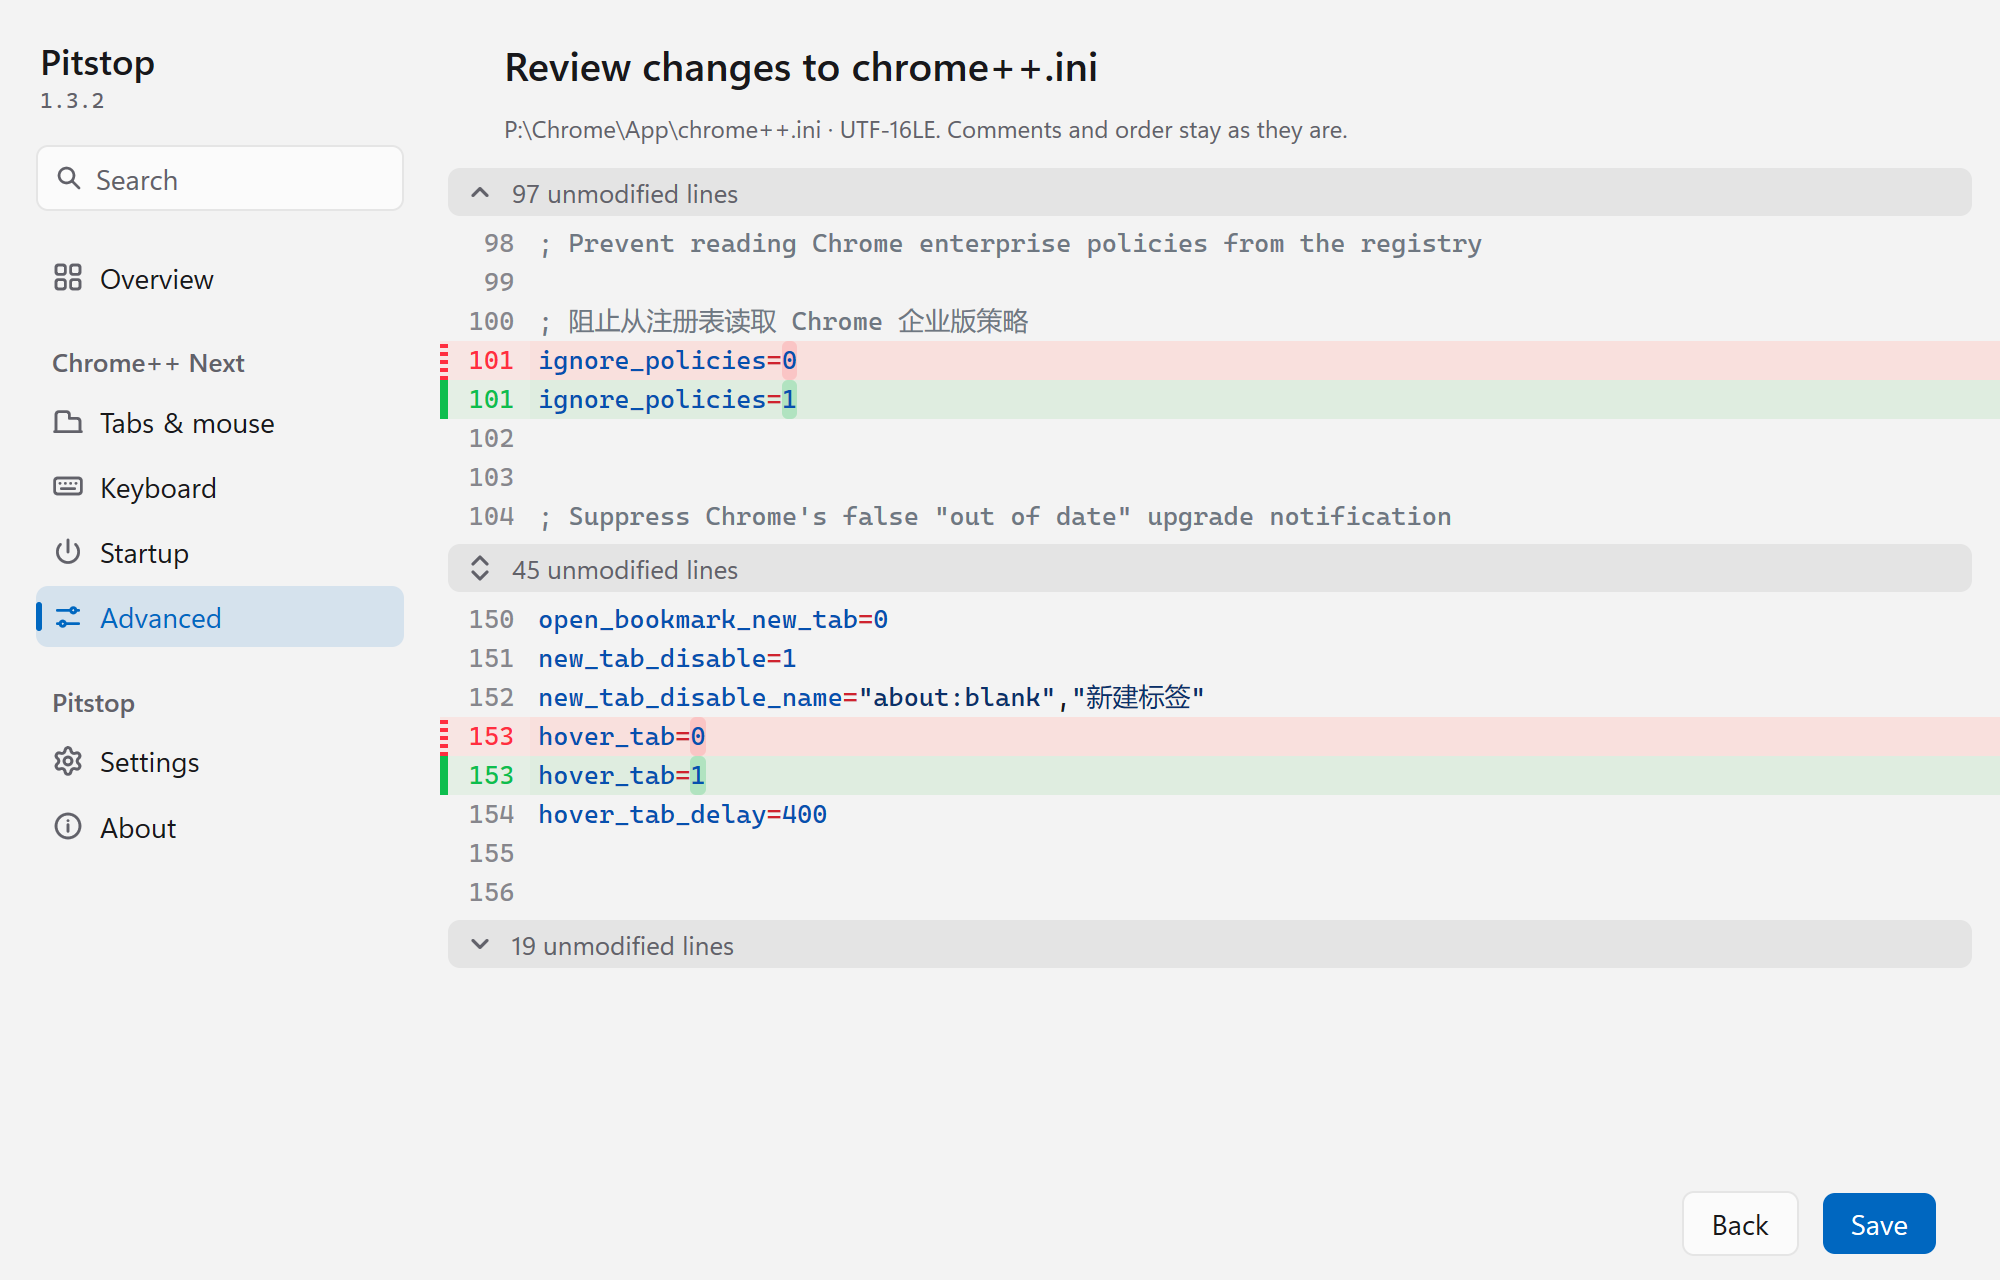 Pitstop
1.3.2
Search
Overview
Chrome++ Next
Tabs & mouse
Keyboard
Startup
Advanced
Pitstop
Settings
About
Review changes to chrome++.ini
P:\Chrome\App\chrome++.ini · UTF-16LE. Comments and order stay as they are.
97 unmodified lines
98 ; Prevent reading Chrome enterprise policies from the registry
99
100 ; 阻止从注册表读取 Chrome 企业版策略
101 ignore_policies=0
101 ignore_policies=1
102
103
104 ; Suppress Chrome's false "out of date" upgrade notification
45 unmodified lines
150 open_bookmark_new_tab=0
151 new_tab_disable=1
152 new_tab_disable_name="about:blank","新建标签"
153 hover_tab=0
153 hover_tab=1
154 hover_tab_delay=400
155
156
19 unmodified lines
Back
Save